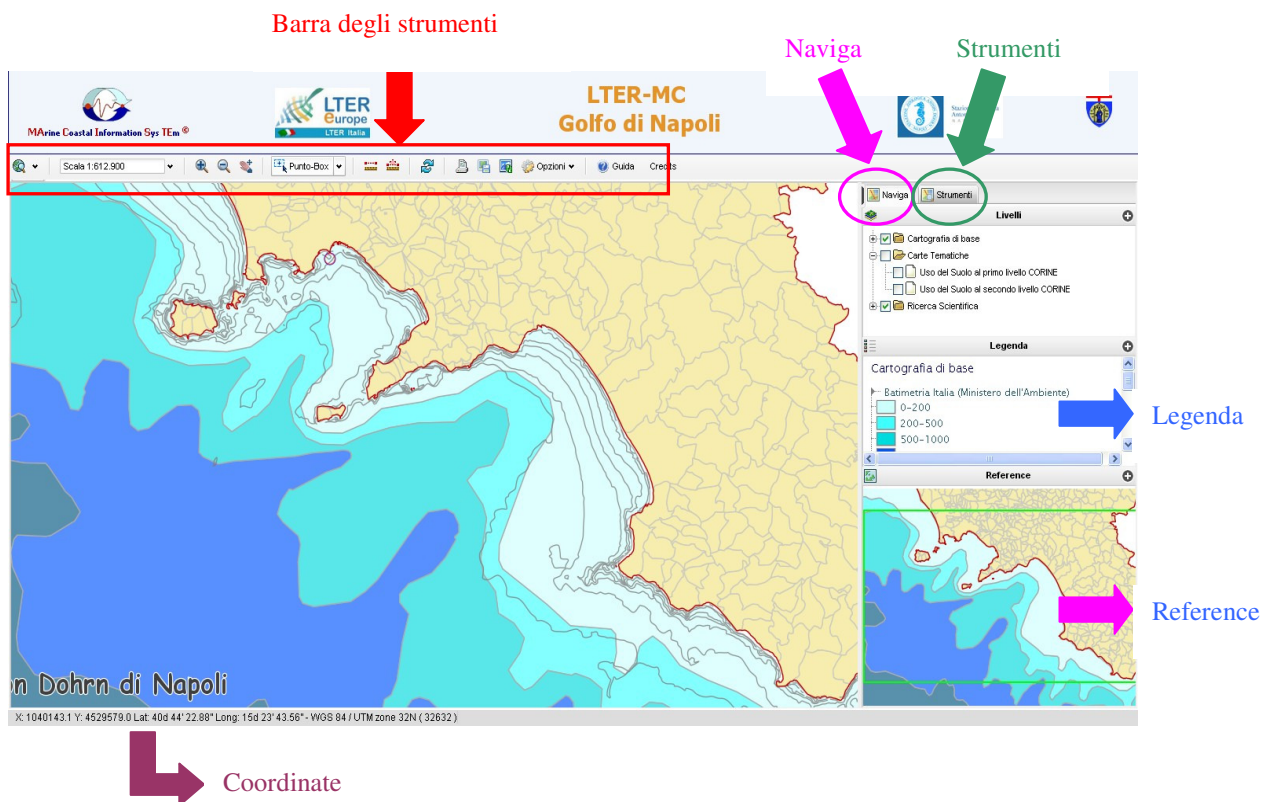 Barra degli strumenti
Naviga
Strumenti
MArine Coastal Information Sys TEm ©
LTER
europe
LTER Italia
LTER-MC
Golfo di Napoli
Scala 1:612.900
Punto-Box
Opzioni
Guida
Credits
Naviga
Strumenti
Livelli
Cartografia di base
Carte Tematiche
Uso del Suolo al primo livello CORINE
Uso del Suolo al secondo livello CORINE
Ricerca Scientifica
Legenda
Cartografia di base
Batimetria Italia (Ministero dell'Ambiente)
0-200
200-500
500-1000
Legenda
Reference
Reference
n Dohrn di Napoli
X: 1040143.1 Y: 4529579.0 Lat: 40d 44' 22.88" Long: 15d 23' 43.56" - WGS 84 / UTM zone 32N ( 32632 )
Coordinate